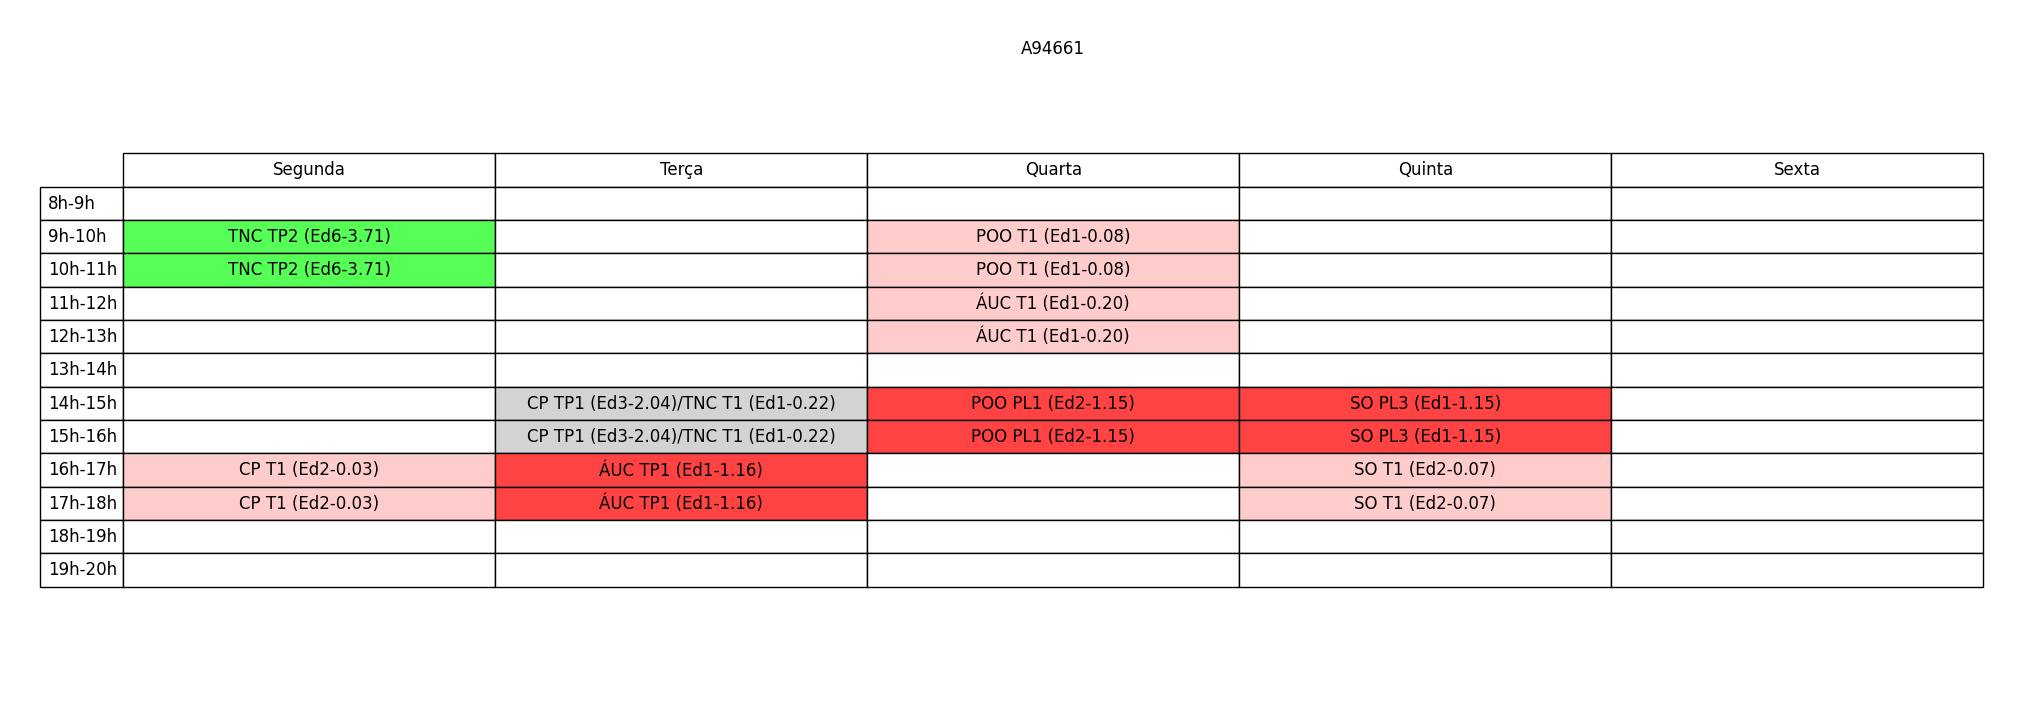 A94661
Segunda Terça Quarta Quinta Sexta
8h-9h
9h-10h TNC TP2 (Ed6-3.71) POO T1 (Ed1-0.08)
10h-11h TNC TP2 (Ed6-3.71) POO T1 (Ed1-0.08)
11h-12h ÁUC T1 (Ed1-0.20)
12h-13h ÁUC T1 (Ed1-0.20)
13h-14h
14h-15h CP TP1 (Ed3-2.04)/TNC T1 (Ed1-0.22) POO PL1 (Ed2-1.15) SO PL3 (Ed1-1.15)
15h-16h CP TP1 (Ed3-2.04)/TNC T1 (Ed1-0.22) POO PL1 (Ed2-1.15) SO PL3 (Ed1-1.15)
16h-17h CP T1 (Ed2-0.03) ÁUC TP1 (Ed1-1.16) SO T1 (Ed2-0.07)
17h-18h CP T1 (Ed2-0.03) ÁUC TP1 (Ed1-1.16) SO T1 (Ed2-0.07)
18h-19h
19h-20h